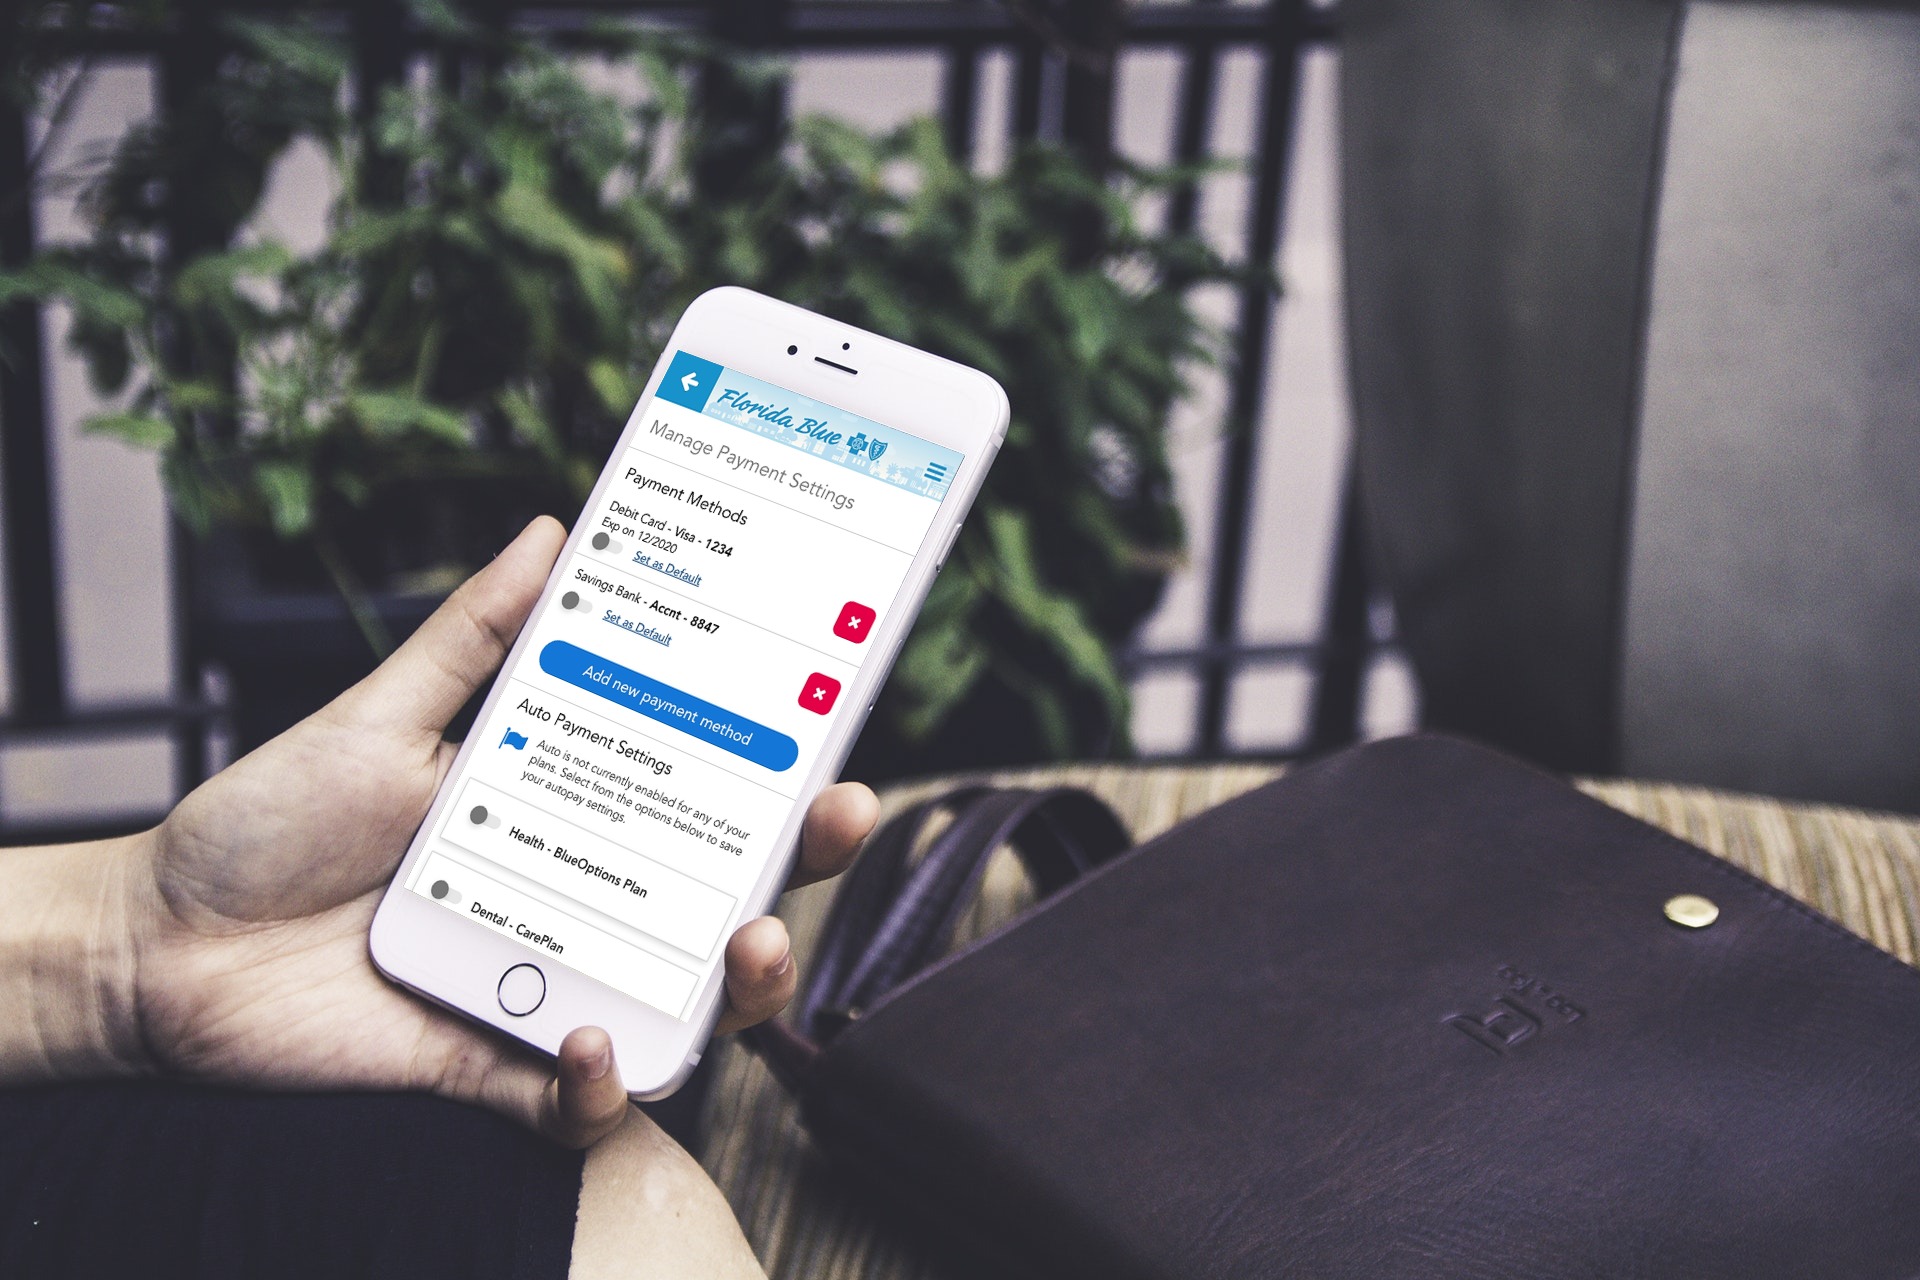 Florida Blue
Manage Payment Settings
Payment Methods
Debit Card - Visa - 1234
Exp on 12/2020
Set as Default
Savings Bank - Accnt - 8847
Set as Default
Add new payment method
Auto Payment Settings
Auto is not currently enabled for any of your
plans. Select from the options below to save
your autopay settings.
Health - BlueOptions Plan
Dental - CarePlan